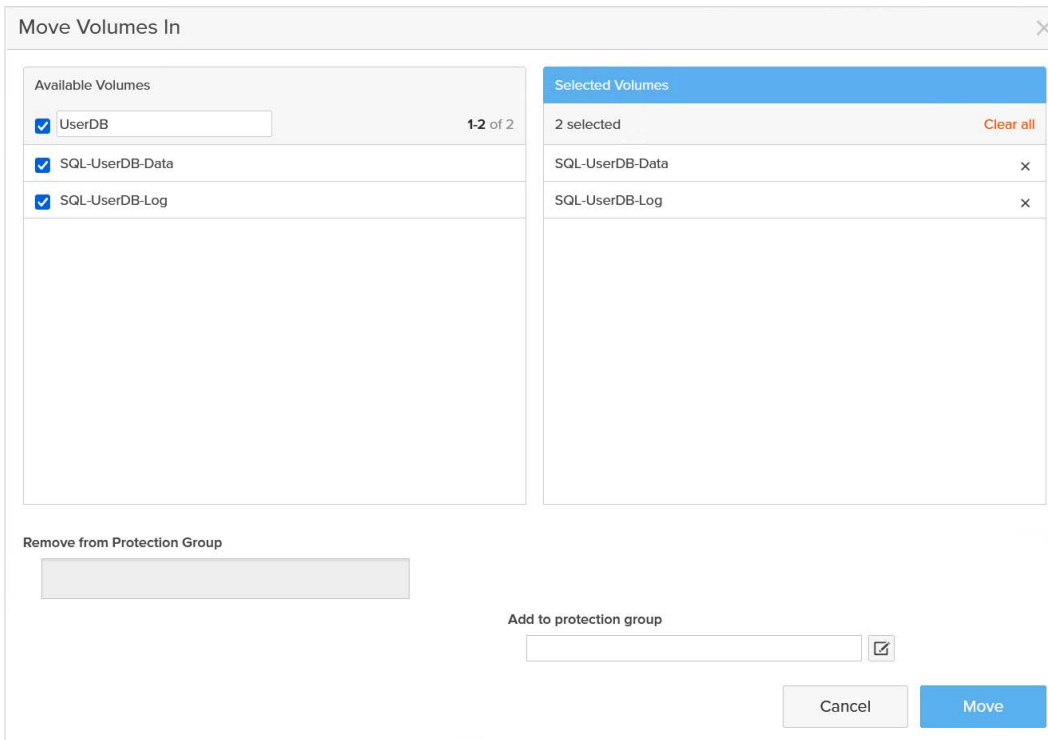 Move Volumes In
Available Volumes
UserDB 1-2 of 2
SQL-UserDB-Data
SQL-UserDB-Log
Selected Volumes
2 selected Clear all
SQL-UserDB-Data
SQL-UserDB-Log
Remove from Protection Group
Add to protection group
Cancel Move